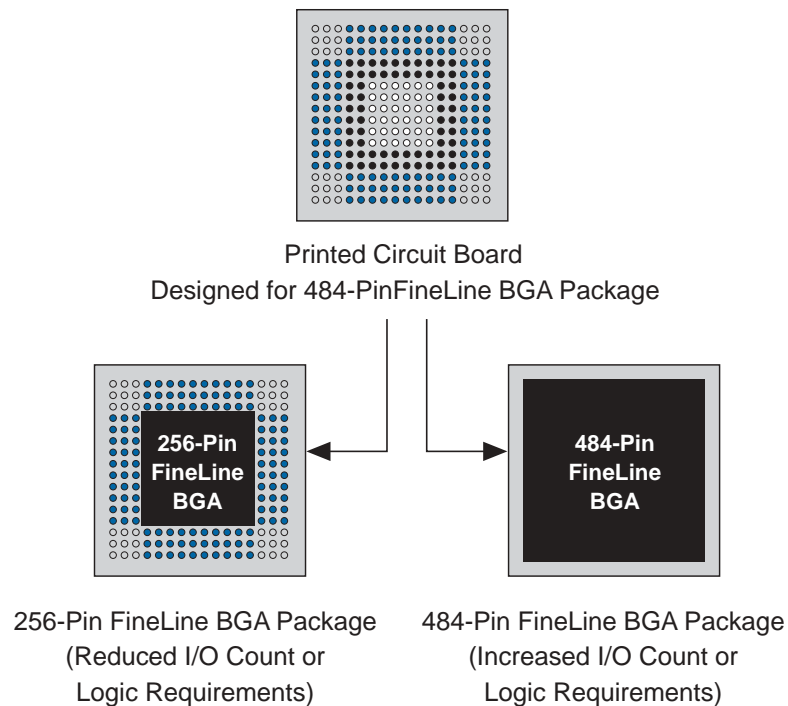 Printed Circuit Board
Designed for 484-PinFineLine BGA Package
256-Pin
FineLine
BGA
484-Pin
FineLine
BGA
256-Pin FineLine BGA Package
(Reduced I/O Count or
Logic Requirements)
484-Pin FineLine BGA Package
(Increased I/O Count or
Logic Requirements)